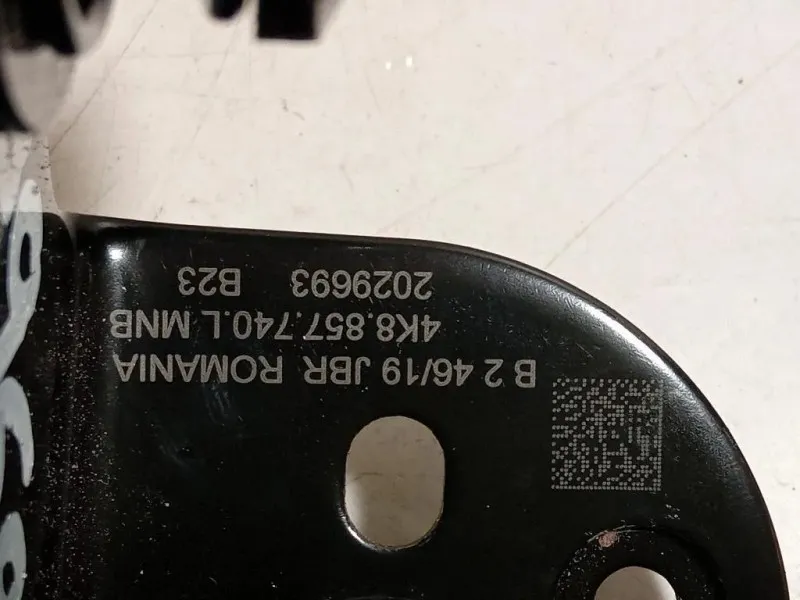 B 2 46/19 JBR ROMANIA
4K8.857.740.L MNB
2029693 B23